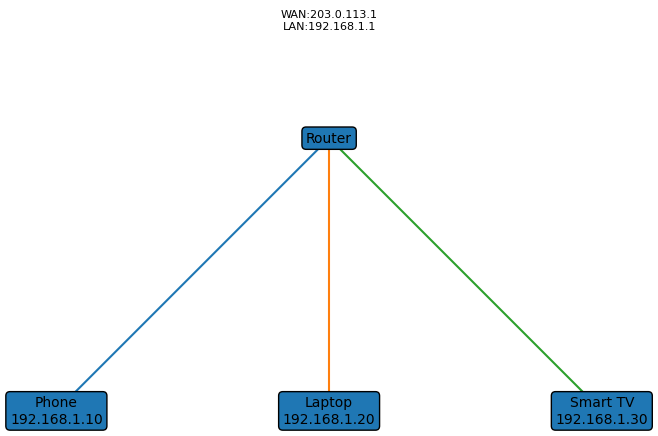 WAN:203.0.113.1
LAN:192.168.1.1
Router
Phone
192.168.1.10
Laptop
192.168.1.20
Smart TV
192.168.1.30